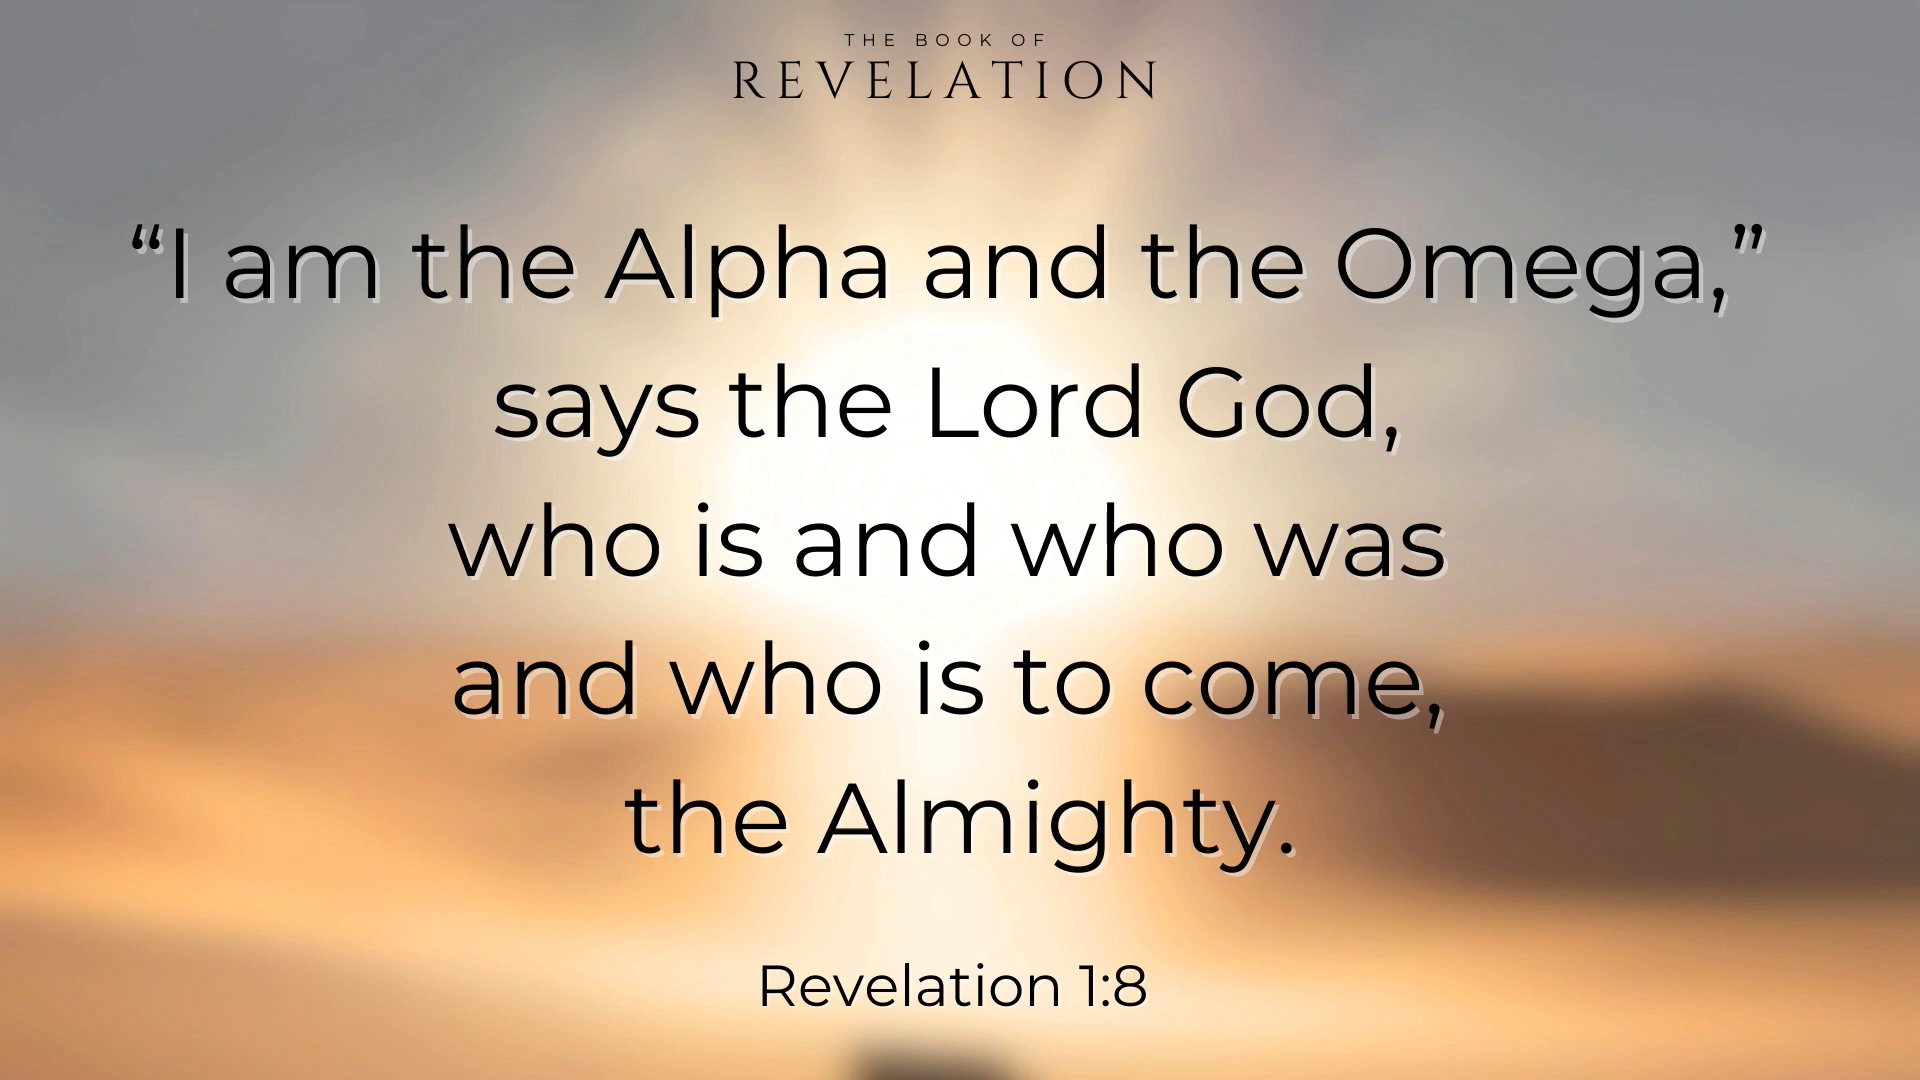 THE BOOK OF
REVELATION
“I am the Alpha and the Omega,”
says the Lord God,
who is and who was
and who is to come,
the Almighty.
Revelation 1:8